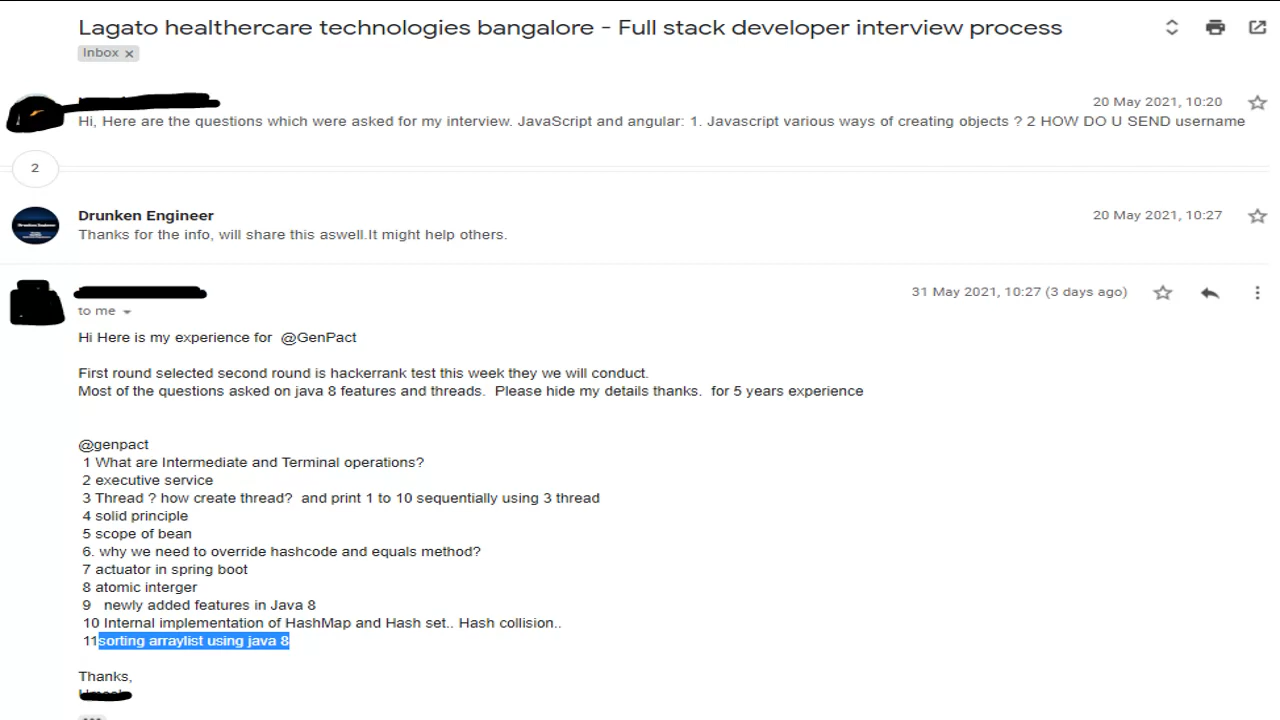 Lagato healthercare technologies bangalore - Full stack developer interview process
Inbox x
20 May 2021, 10:20
Hi, Here are the questions which were asked for my interview. JavaScript and angular: 1. Javascript various ways of creating objects ? 2 HOW DO U SEND username
2
Drunken Engineer
20 May 2021, 10:27
Thanks for the info, will share this aswell.It might help others.
31 May 2021, 10:27 (3 days ago)
to me
Hi Here is my experience for @GenPact
First round selected second round is hackerrank test this week they we will conduct.
Most of the questions asked on java 8 features and threads. Please hide my details thanks. for 5 years experience
@genpact
1 What are Intermediate and Terminal operations?
2 executive service
3 Thread ? how create thread? and print 1 to 10 sequentially using 3 thread
4 solid principle
5 scope of bean
6. why we need to override hashcode and equals method?
7 actuator in spring boot
8 atomic interger
9 newly added features in Java 8
10 Internal implementation of HashMap and Hash set.. Hash collision..
11sorting arraylist using java 8
Thanks,